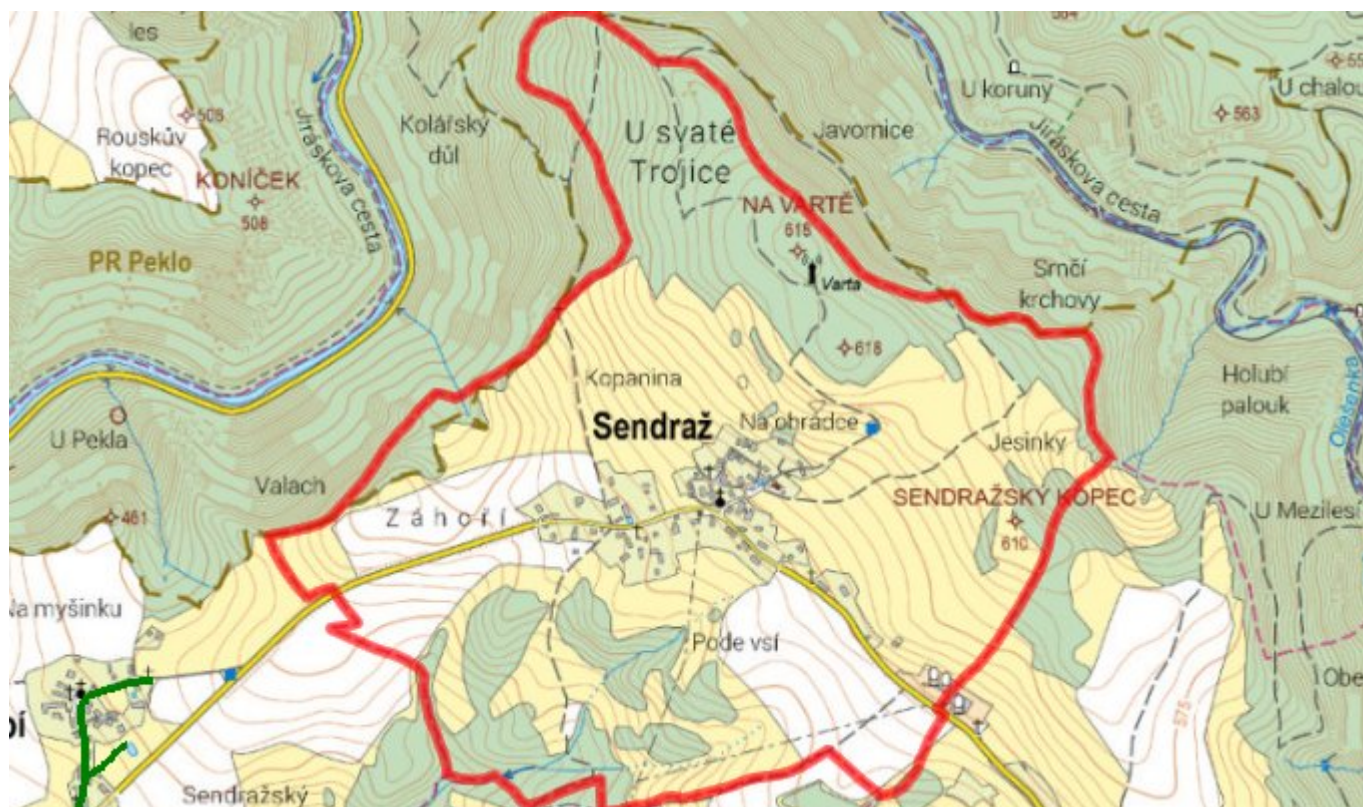 les
508
Rouskův
kopec
KONÍČEK
508
PR Peklo
Jiráskova cesta
Kolářský
důl
U svaté
Trojice
Javornice
U koruny
Jiráskova cesta
563
NA VARTĚ
615
Varta
618
Srnčí
krchovy
Holubí
palouk
Olešenka
U Pekla
Valach
461
Kopanina
Sendraž
Na ohrádce
Jesinky
SENDRAŽSKÝ KOPEC
610
U Mezilesí
Záhoří
Na myšinku
Pode vsí
575
Sendražský